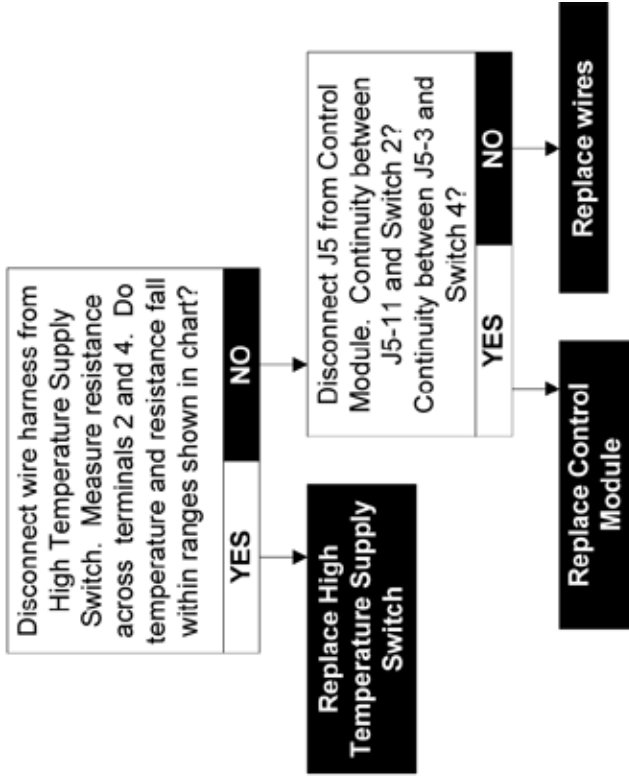 Disconnect wire harness from
High Temperature Supply
Switch. Measure resistance
across terminals 2 and 4. Do
temperature and resistance fall
within ranges shown in chart?
YES
NO
Replace High
Temperature Supply
Switch
Disconnect J5 from Control
Module. Continuity between
J5-11 and Switch 2?
Continuity between J5-3 and
Switch 4?
YES
NO
Replace Control
Module
Replace wires